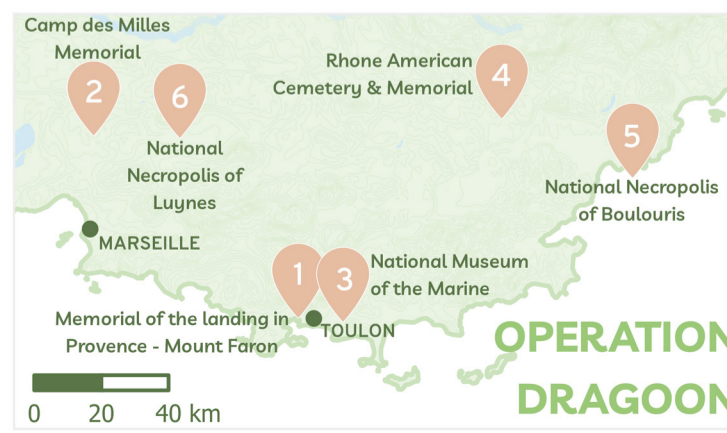 Camp des Milles
Memorial
2
6
National
Necropolis of
Luynes
Rhone American
Cemetery & Memorial
4
5
National Necropolis
of Boulouris
MARSEILLE
1
3
National Museum
of the Marine
Memorial of the landing in
Provence - Mount Faron
TOULON
OPERATION
DRAGOON
0 20 40 km